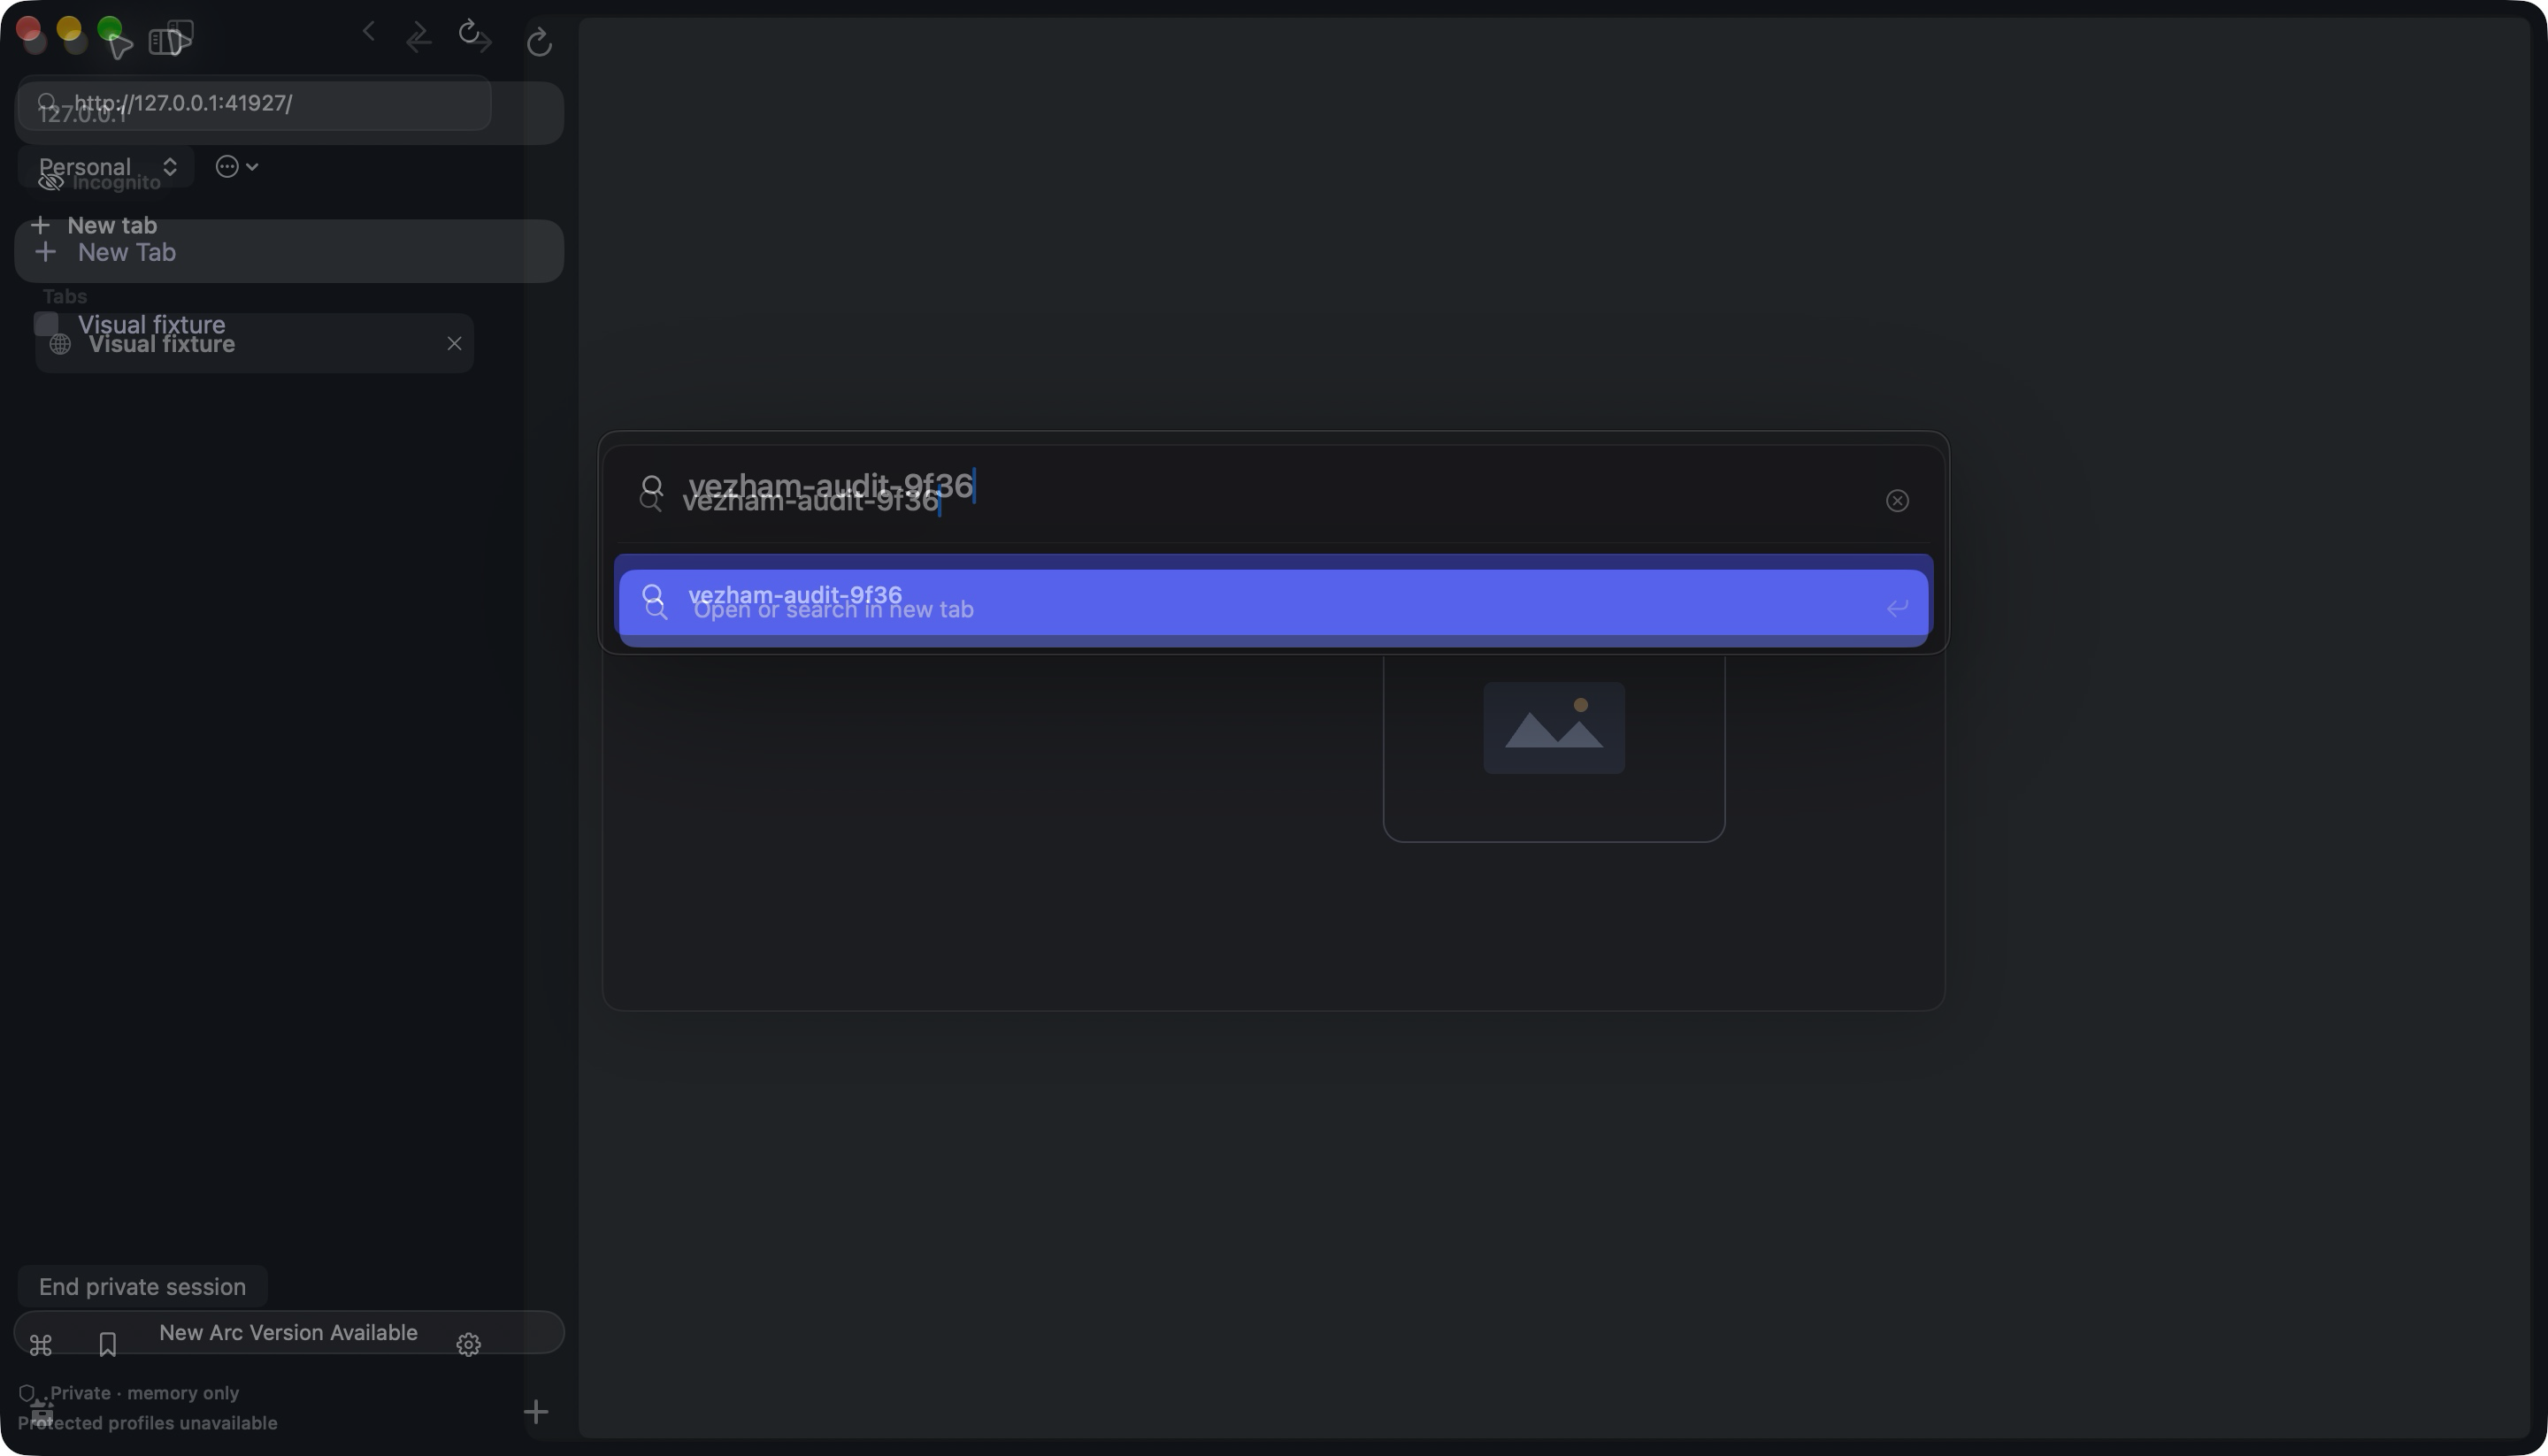 http://127.0.0.1:41927/
127.0.0.1
Personal
Incognito
New tab
New Tab
Tabs
Visual fixture
Visual fixture
vezham-audit-9f36
vezham-audit-9f36
vezham-audit-9f36
Open or search in new tab
End private session
New Arc Version Available
Private · memory only
Protected profiles unavailable